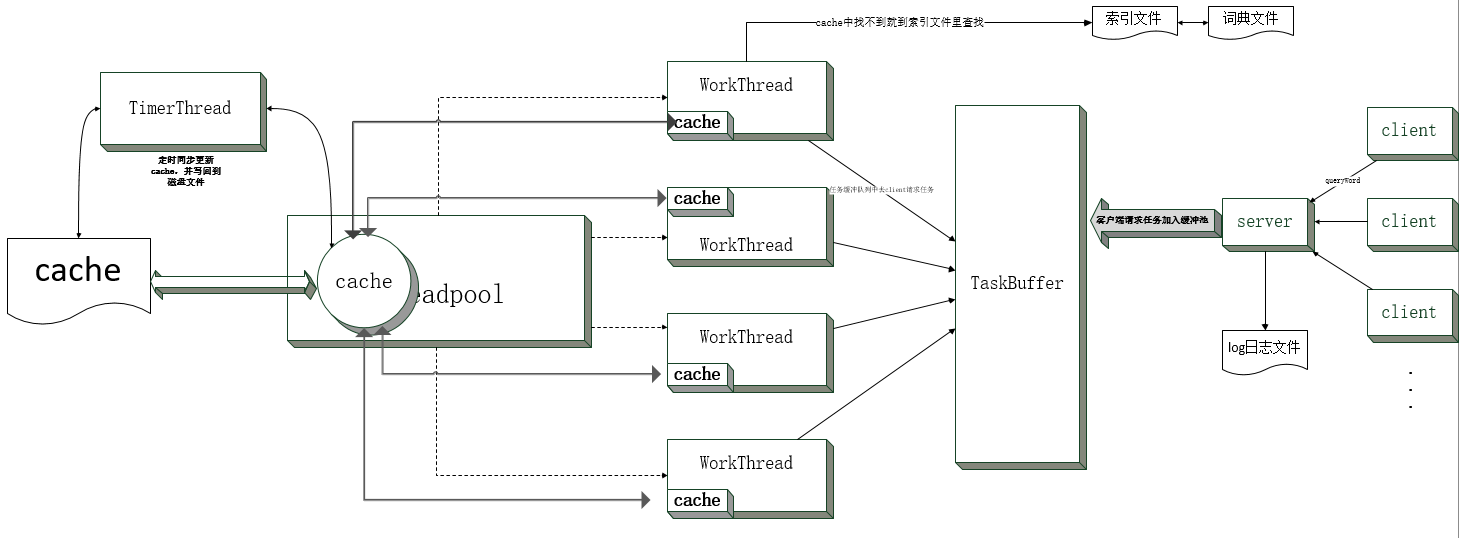 cache中找不到就到索引文件里查找
索引文件
词典文件
TimerThread
定时同步更新
cache，并写回到
磁盘文件
WorkThread
cache
client
任务缓冲队列中去client请求任务
cache
WorkThread
queryword
客户端请求任务加入缓冲池
server
client
cache
cache
eadpool
TaskBuffer
WorkThread
cache
client
log日志文件
WorkThread
cache